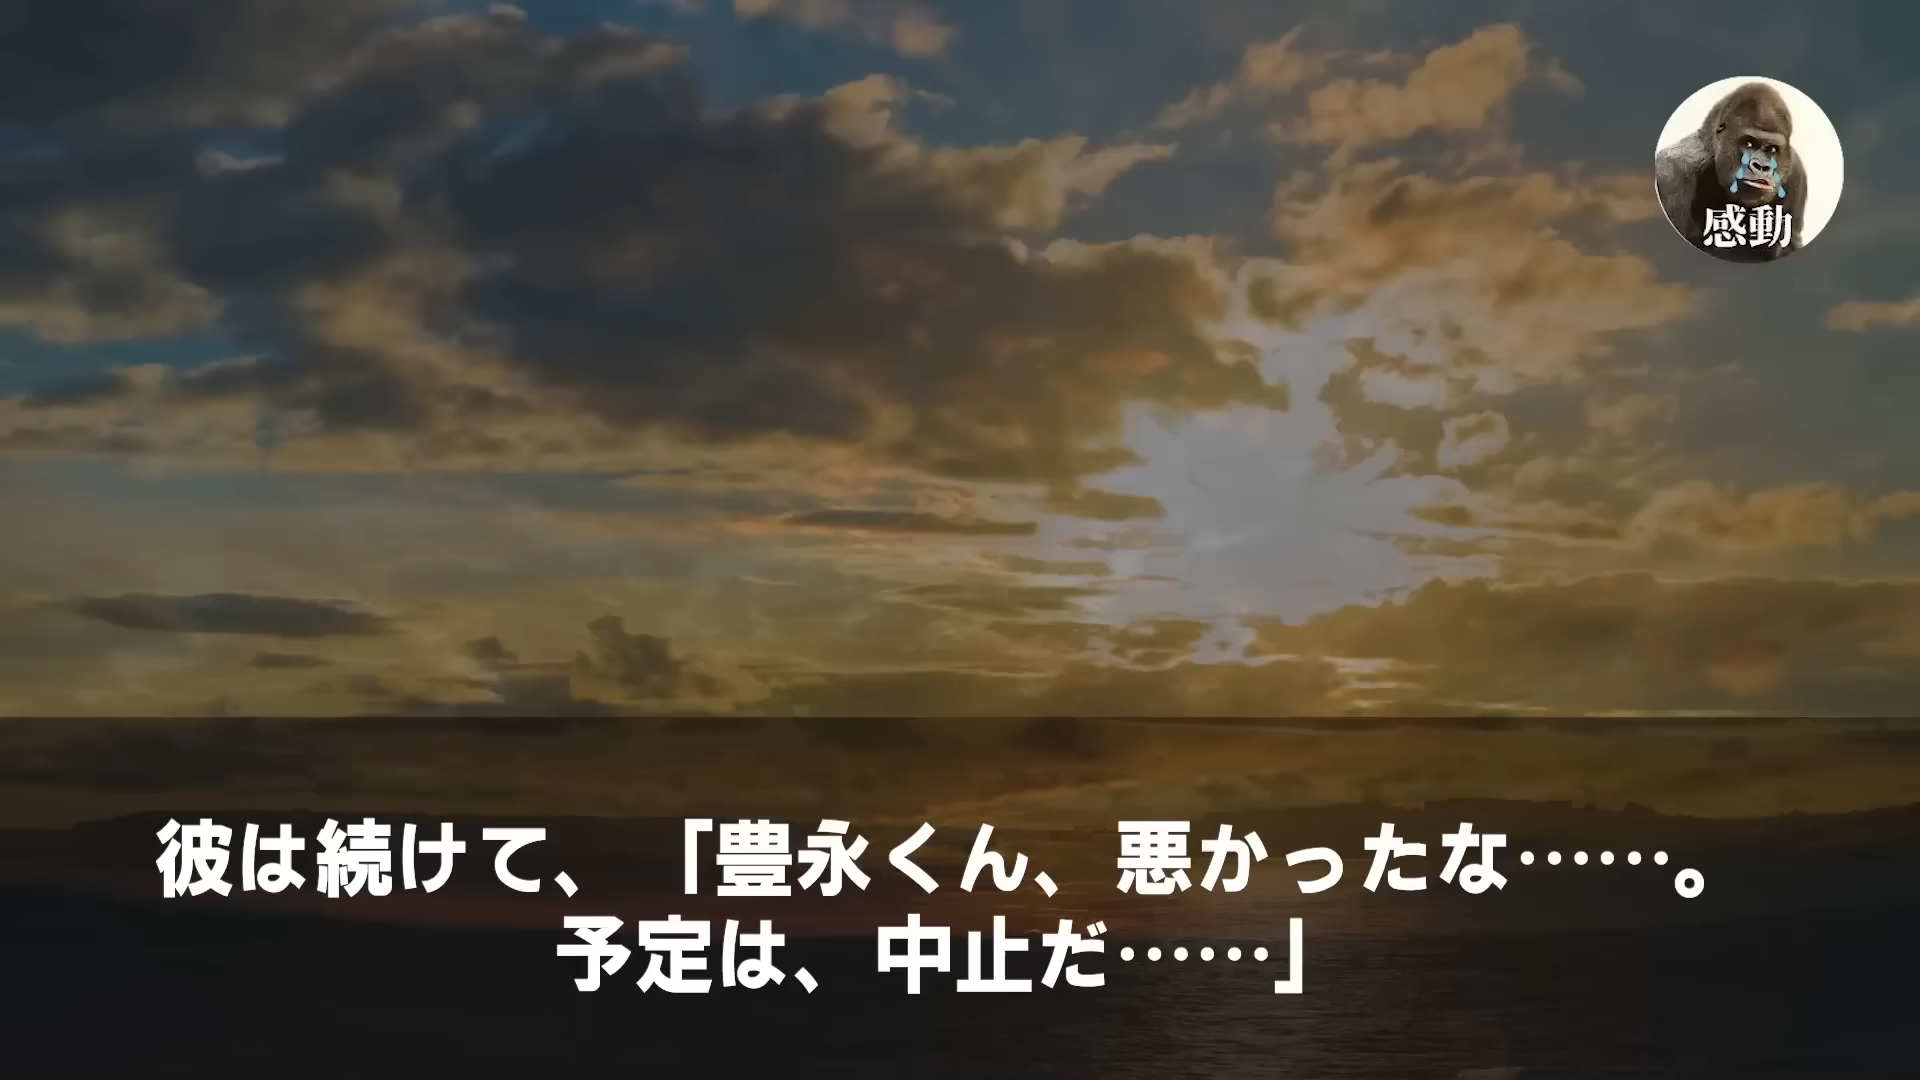 感動
彼は続けて、「豊永くん、悪かったな……。
予定は、中止だ……」